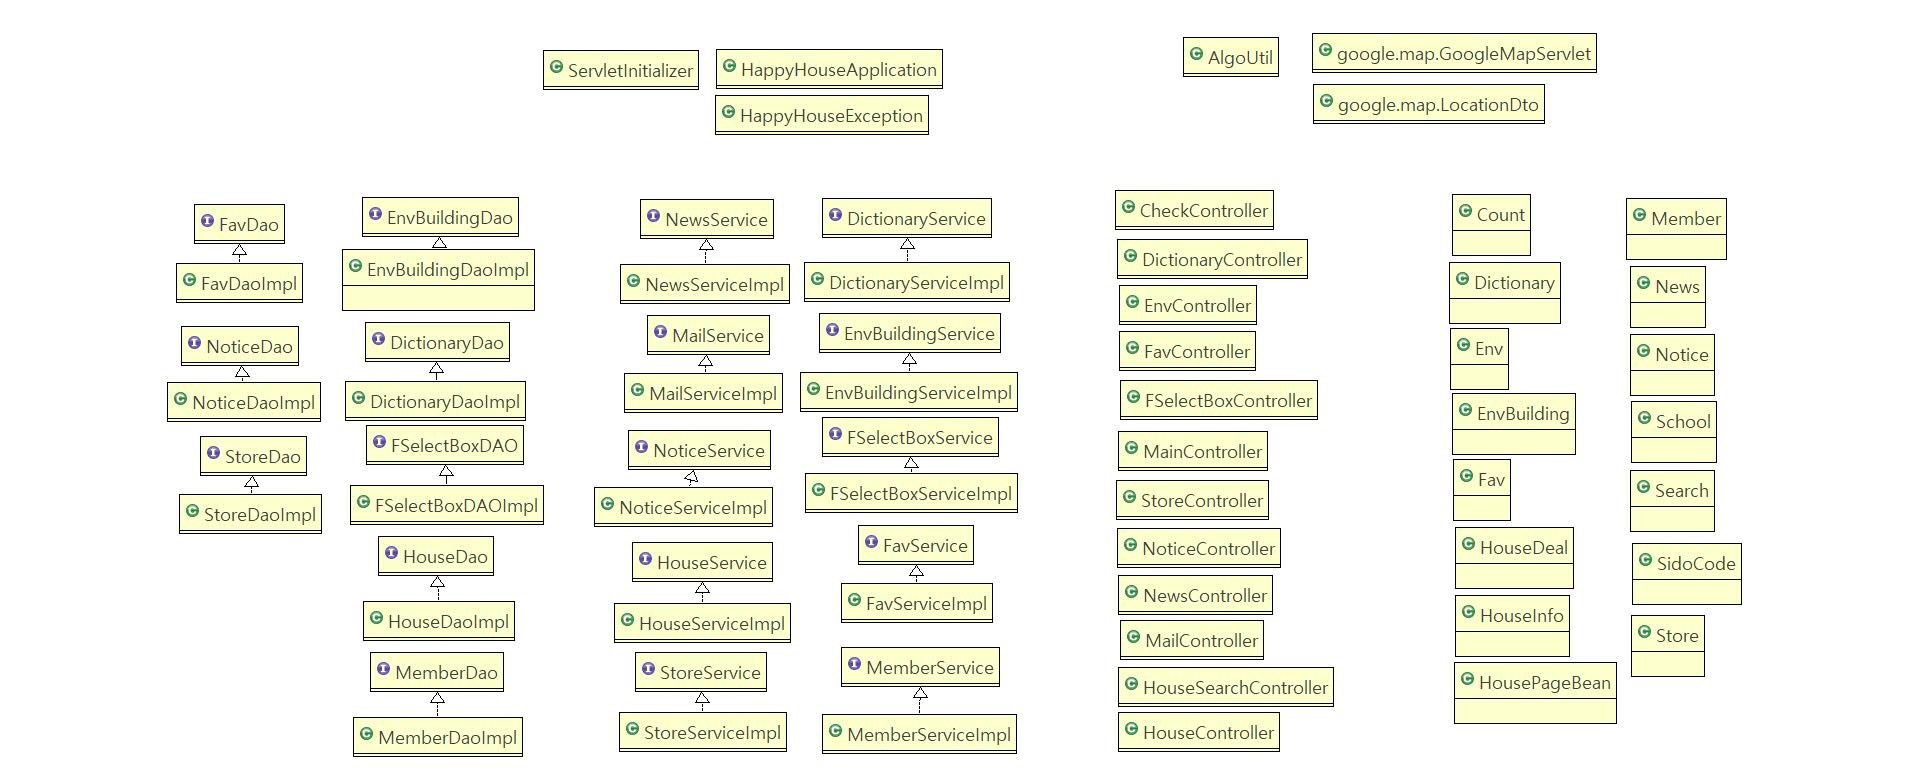 ServletInitializer
HappyHouseApplication
HappyHouseException
AlgoUtil
google.map.GoogleMapServlet
google.map.LocationDto
FavDao
FavDaoImpl
NoticeDao
NoticeDaoImpl
StoreDao
StoreDaoImpl
EnvBuildingDao
EnvBuildingDaoImpl
DictionaryDao
DictionaryDaoImpl
FSelectBoxDAO
FSelectBoxDAOImpl
HouseDao
HouseDaoImpl
MemberDao
MemberDaoImpl
NewsService
NewsServiceImpl
MailService
MailServiceImpl
NoticeService
NoticeServiceImpl
HouseService
HouseServiceImpl
StoreService
StoreServiceImpl
DictionaryService
DictionaryServiceImpl
EnvBuildingService
EnvBuildingServiceImpl
FSelectBoxService
FSelectBoxServiceImpl
FavService
FavServiceImpl
MemberService
MemberServiceImpl
CheckController
DictionaryController
EnvController
FavController
FSelectBoxController
MainController
StoreController
NoticeController
NewsController
MailController
HouseSearchController
HouseController
Count
Dictionary
Env
EnvBuilding
Fav
HouseDeal
HouseInfo
HousePageBean
Member
News
Notice
School
Search
SidoCode
Store